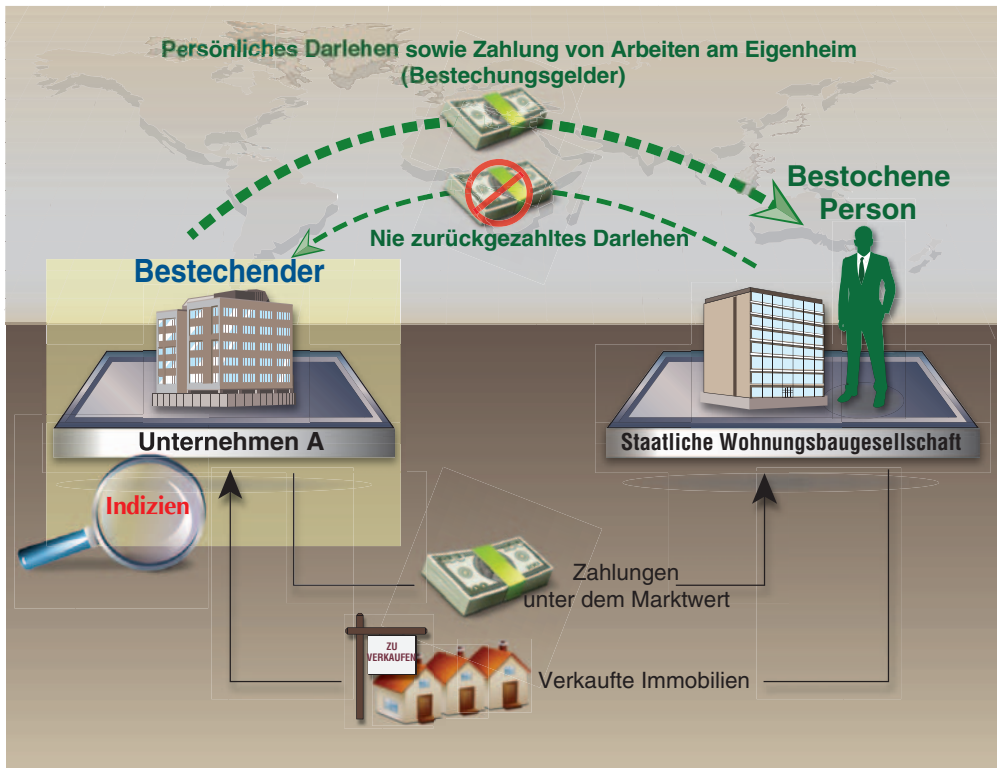 Persönliches Darlehen sowie Zahlung von Arbeiten am Eigenheim
(Bestechungsgelder)
Bestochene
Person
Nie zurückgezahltes Darlehen
Bestechender
Unternehmen A
Staatliche Wohnungsbaugesellschaft
Indizien
Zahlungen
unter dem Marktwert
ZU
VERKAUFEN
Verkaufte Immobilien